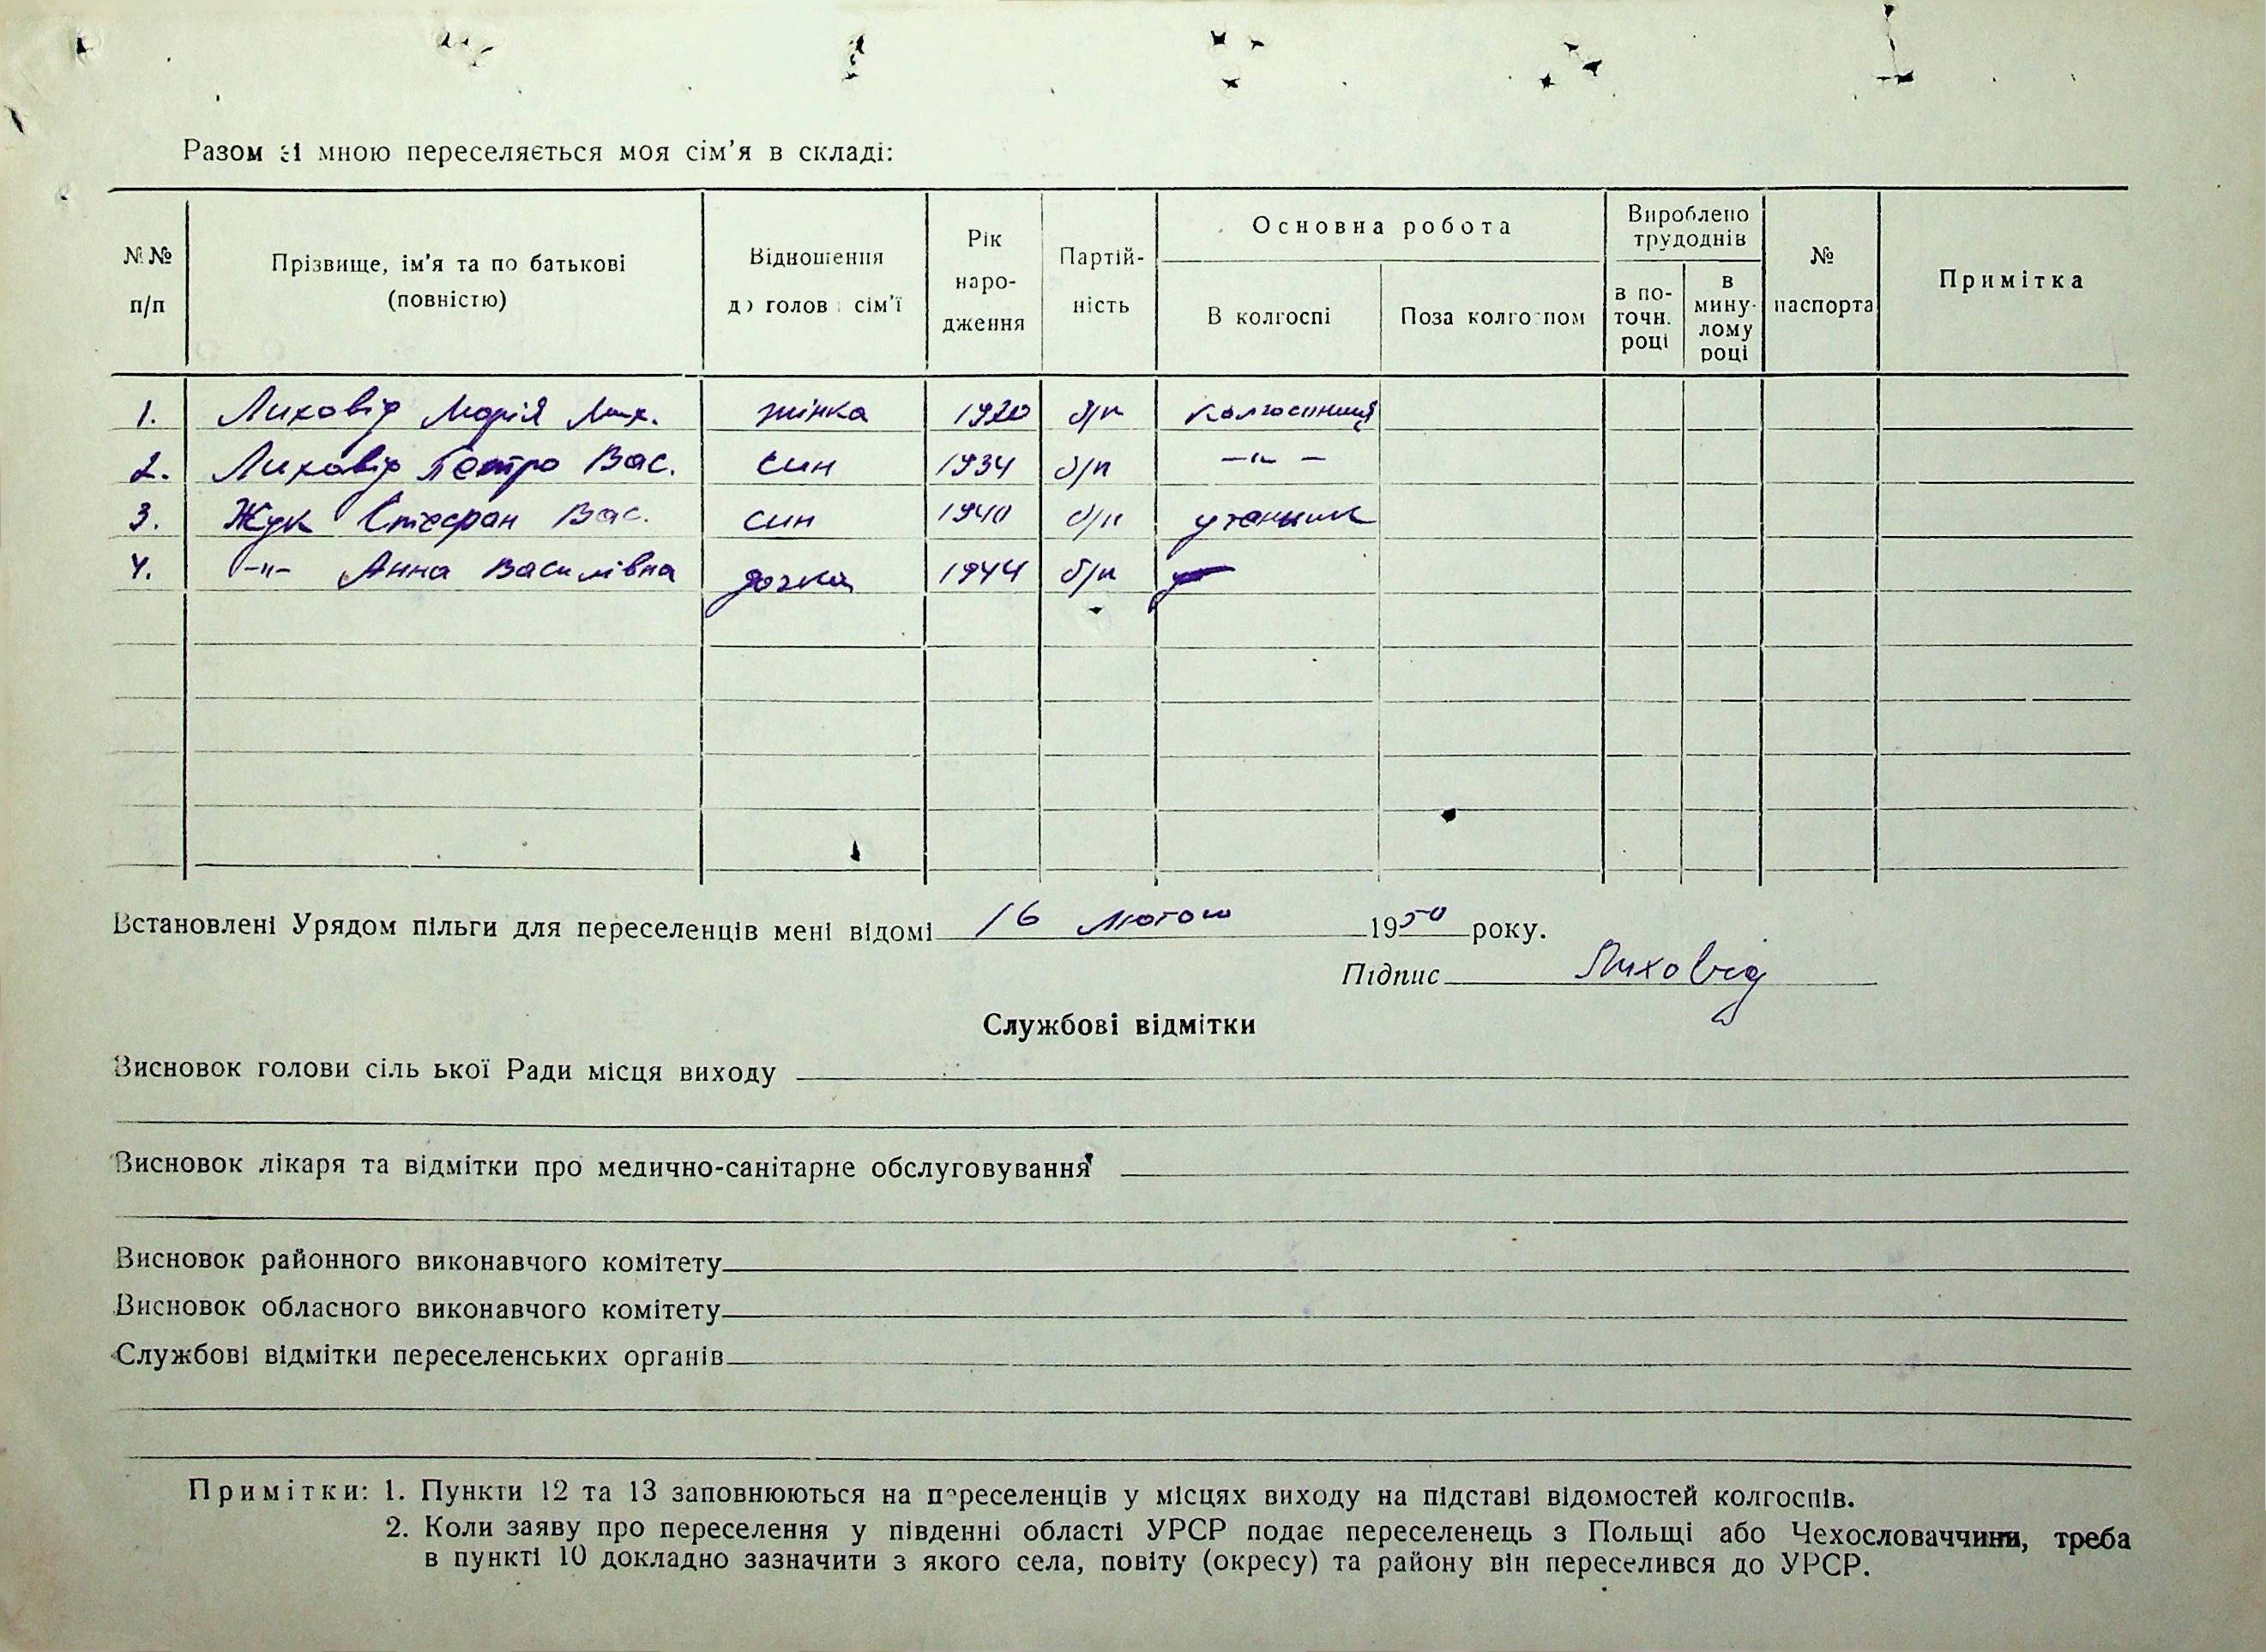 Разом зі мною переселяється моя сім'я в складі:
№№ п/п
Прізвище, ім'я та по батькові (повністю)
Відношення до голови сім'ї
Рік народження
Партійність
Основна робота
В колгоспі
Поза колгоспом
Вироблено трудоднів
в поточн. році
в минулому році
№ паспорта
Примітка
1. Лиховід Марія Мих. жінка 1920 б/п колгоспниця
2. Лиховід Петро Вас. син 1934 б/п -"-
3. Жук Стефан Вас. син 1940 б/п
4. -"- Анна Василівна дочка 1944 б/п
Встановлені Урядом пільги для переселенців мені відомі 16 лютого 1950 року.
Підпис Лиховід
Службові відмітки
Висновок голови сільської Ради місця виходу
Висновок лікаря та відмітки про медично-санітарне обслуговування
Висновок районного виконавчого комітету
Висновок обласного виконавчого комітету
Службові відмітки переселенських органів
Примітки: 1. Пункти 12 та 13 заповнюються на переселенців у місцях виходу на підставі відомостей колгоспів.
2. Коли заяву про переселення у південні області УРСР подає переселенець з Польщі або Чехословаччини, треба
в пункті 10 докладно зазначити з якого села, повіту (окресу) та району він переселився до УРСР.